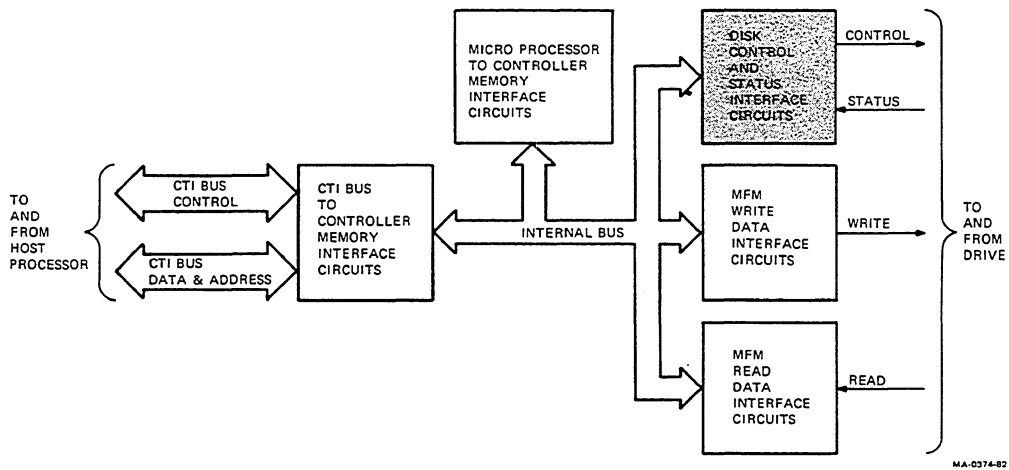 MICRO PROCESSOR
TO CONTROLLER
MEMORY
INTERFACE
CIRCUITS
DISK
CONTROL
AND
STATUS
INTERFACE
CIRCUITS
CONTROL
STATUS
TO
AND
FROM
HOST
PROCESSOR
CTI BUS
CONTROL
CTI BUS
DATA & ADDRESS
CTI BUS
TO
CONTROLLER
MEMORY
INTERFACE
CIRCUITS
INTERNAL BUS
MFM
WRITE
DATA
INTERFACE
CIRCUITS
WRITE
TO
AND
FROM
DRIVE
MFM
READ
DATA
INTERFACE
CIRCUITS
READ
MA-0374-82